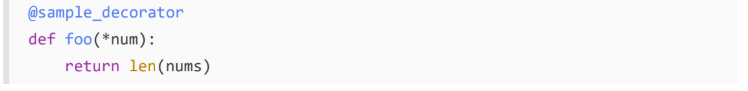 @sample_decorator
def foo(*num):
    return len(nums)